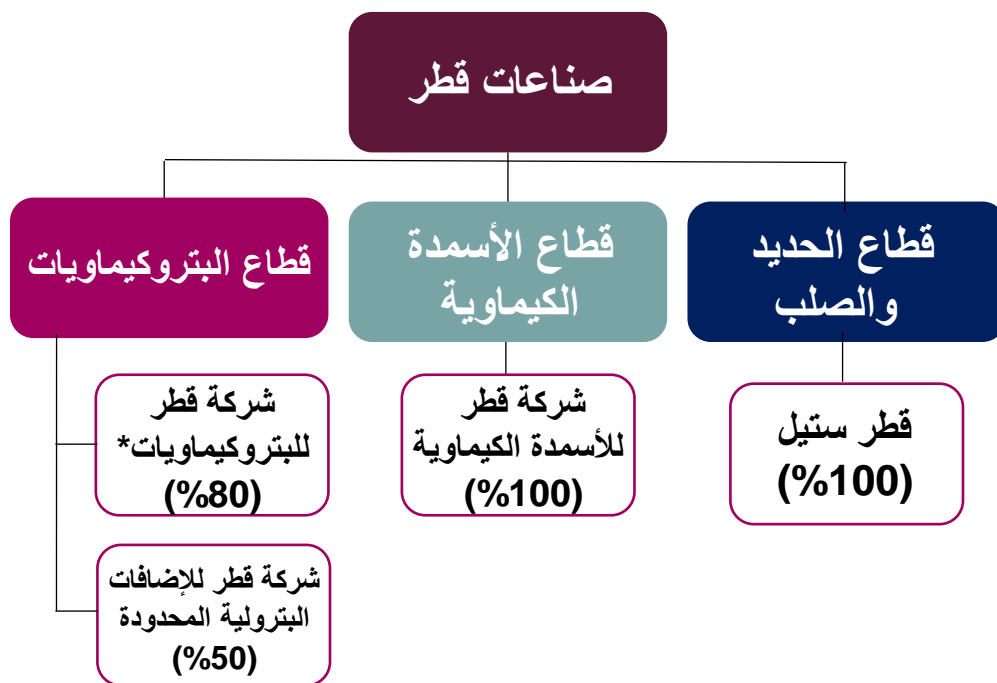 صناعات قطر
قطاع الحديد
والصلب
قطاع الأسمدة
الكيماوية
قطاع البتروكيماويات
قطر ستيل
(%100)
شركة قطر
للأسمدة الكيماوية
(%100)
شركة قطر
للبتروكيماويات*
(%80)
شركة قطر للإضافات
البترولية المحدودة
(%50)